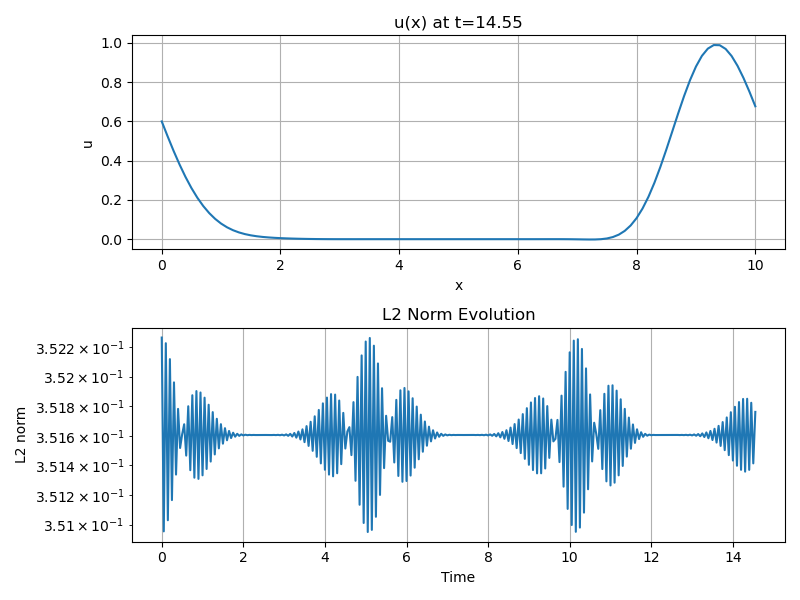 u(x) at t=14.55
1.0
0.8
0.6
0.4
0.2
0.0
u
0 2 4 6 8 10
x
L2 Norm Evolution
3.522 × 10⁻¹
3.52 × 10⁻¹
3.518 × 10⁻¹
3.516 × 10⁻¹
3.514 × 10⁻¹
3.512 × 10⁻¹
3.51 × 10⁻¹
L2 norm
0 2 4 6 8 10 12 14
Time